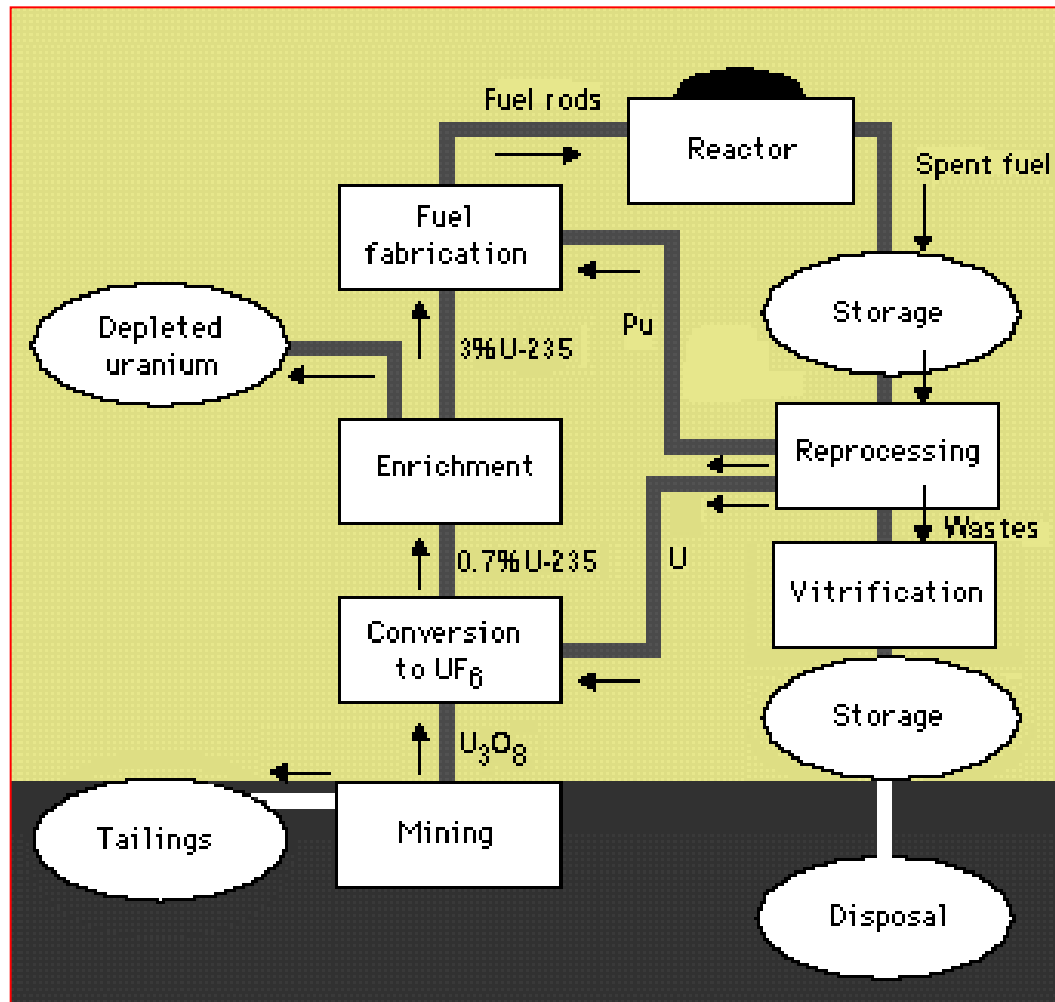 Fuel rods
Reactor
Spent fuel
Fuel
fabrication
Storage
Depleted
uranium
Pu
3% U-235
Reprocessing
Enrichment
Wastes
0.7% U-235
U
Vitrification
Conversion
to UF₆
Storage
U₃O₈
Tailings
Mining
Disposal